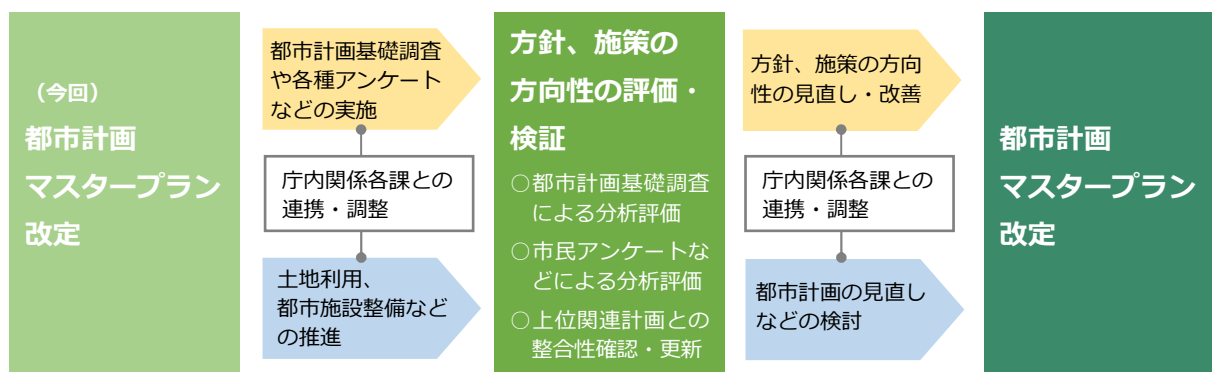 （今回）
都市計画
マスタープラン
改定
都市計画基礎調査
や各種アンケート
などの実施
庁内関係各課との
連携・調整
土地利用、
都市施設整備など
の推進
方針、施策の
方向性の評価・
検証
○都市計画基礎調査
による分析評価
○市民アンケートな
どによる分析評価
○上位関連計画との
整合性確認・更新
方針、施策の方向
性の見直し・改善
庁内関係各課との
連携・調整
都市計画の見直し
などの検討
都市計画
マスタープラン
改定